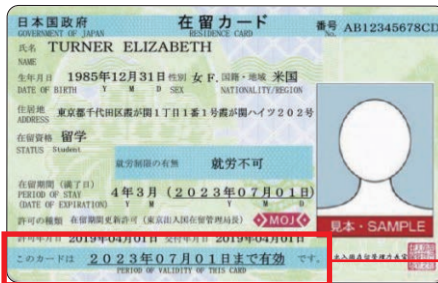 日本国政府 在留カード 番号 AB12345678CD
GOVERNMENT OF JAPAN RESIDENCE CARD No.
氏名 TURNER ELIZABETH
NAME
生年月日 1985年12月31日 性別 女 F. 国籍・地域 米国
DATE OF BIRTH Y M D SEX NATIONALITY/REGION
住居地 東京都千代田区霞が関1丁目1番1号霞が関ハイツ202号
ADDRESS
在留資格 留学
STATUS Student
就労制限の有無 就労不可
在留期間(満了日) 4年3月(2023年07月01日)
PERIOD OF STAY Y M Y M D
(DATE OF EXPIRATION)
許可の種類 在留期間更新許可(東京出入国在留管理局長) MOJ
見本・SAMPLE
許可年月日 2019年04月01日 交付年月日 2019年04月01日
このカードは 2023年07月01日まで有効 です。
PERIOD OF VALIDITY OF THIS CARD